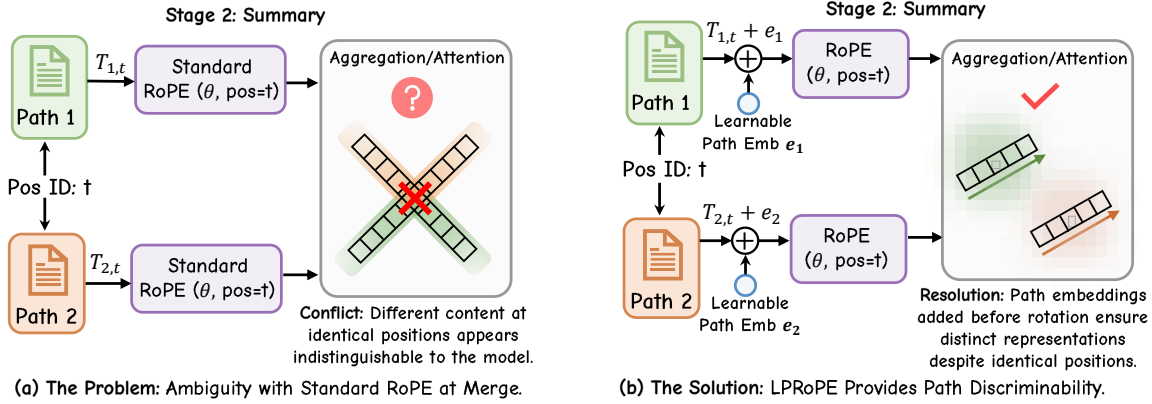 Stage 2: Summary
Path 1
T₁,ₜ
Standard
RoPE (θ, pos=t)
Aggregation/Attention
?
Pos ID: t
Path 2
T₂,ₜ
Standard
RoPE (θ, pos=t)
Conflict: Different content at
identical positions appears
indistinguishable to the model.
(a) The Problem: Ambiguity with Standard RoPE at Merge.
Stage 2: Summary
Path 1
T₁,ₜ + e₁
Learnable
Path Emb e₁
RoPE
(θ, pos=t)
Aggregation/Attention
Pos ID: t
Path 2
T₂,ₜ + e₂
Learnable
Path Emb e₂
RoPE
(θ, pos=t)
Resolution: Path embeddings
added before rotation ensure
distinct representations
despite identical positions.
(b) The Solution: LPRoPE Provides Path Discriminability.